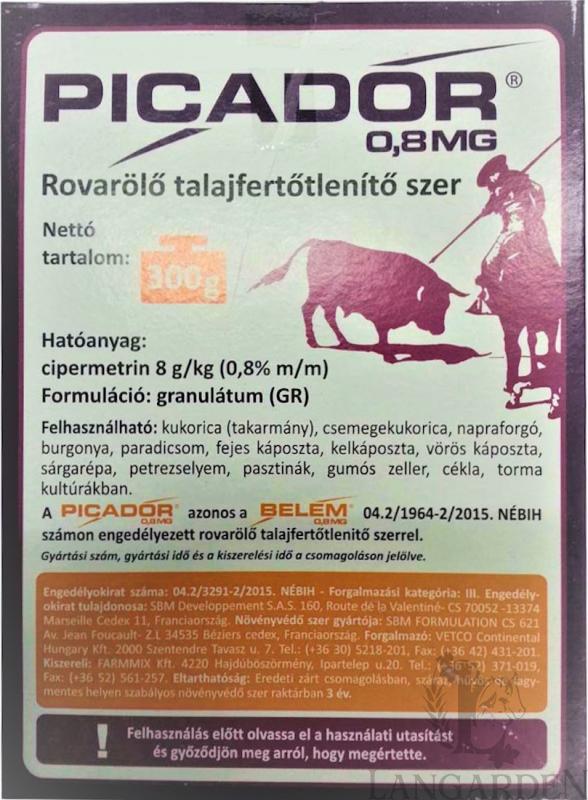 PICADOR®
0,8MG
Rovarölő talajfertőtlenítő szer
Nettó
tartalom:
300g
Hatóanyag:
cipermetrin 8 g/kg (0,8% m/m)
Formuláció: granulátum (GR)
Felhasználható: kukorica (takarmány), csemegekukorica, napraforgó,
burgonya, paradicsom, fejes káposzta, kelkáposzta, vörös káposzta,
sárgarépa, petrezselyem, pasztinák, gumós zeller, cékla, torma
kultúrákban.
A PICADOR® 0,8MG azonos a BELEM® 0,8MG 04.2/1964-2/2015. NÉBIH
számon engedélyezett rovarölő talajfertőtlenítő szerrel.
Gyártási szám, gyártási idő és a kiszerelési idő a csomagoláson jelölve.
Engedélyokirat száma: 04.2/3291-2/2015. NÉBIH - Forgalmazási kategória: III. Engedély-
okirat tulajdonosa: SBM Developpement S.A.S. 160, Route de la Valentiné- CS 70052 -13374
Marseille Cedex 11, Franciaország. Növényvédő szer gyártója: SBM FORMULATION CS 621
Av. Jean Foucault- Z.L 34535 Béziers cedex, Franciaország. Forgalmazó: VETCO Continental
Hungary Kft. 2000 Szentendre Tavasz u. 7. Tel.: (+36 30) 5218-201, Fax: (+36 42) 431-201.
Kiszereli: FARMMIX Kft. 4220 Hajdúböszörmény, Ipartelep u.20. Tel.: (+36 52) 371-019,
Fax: (+36 52) 561-257. Eltarthatóság: Eredeti zárt csomagolásban, száraz, hűvös de fagy-
mentes helyen szabályos növényvédő szer raktárban 3 év.
! Felhasználás előtt olvassa el a használati utasítást
és győződjön meg arról, hogy megértette.
LANGARDEN